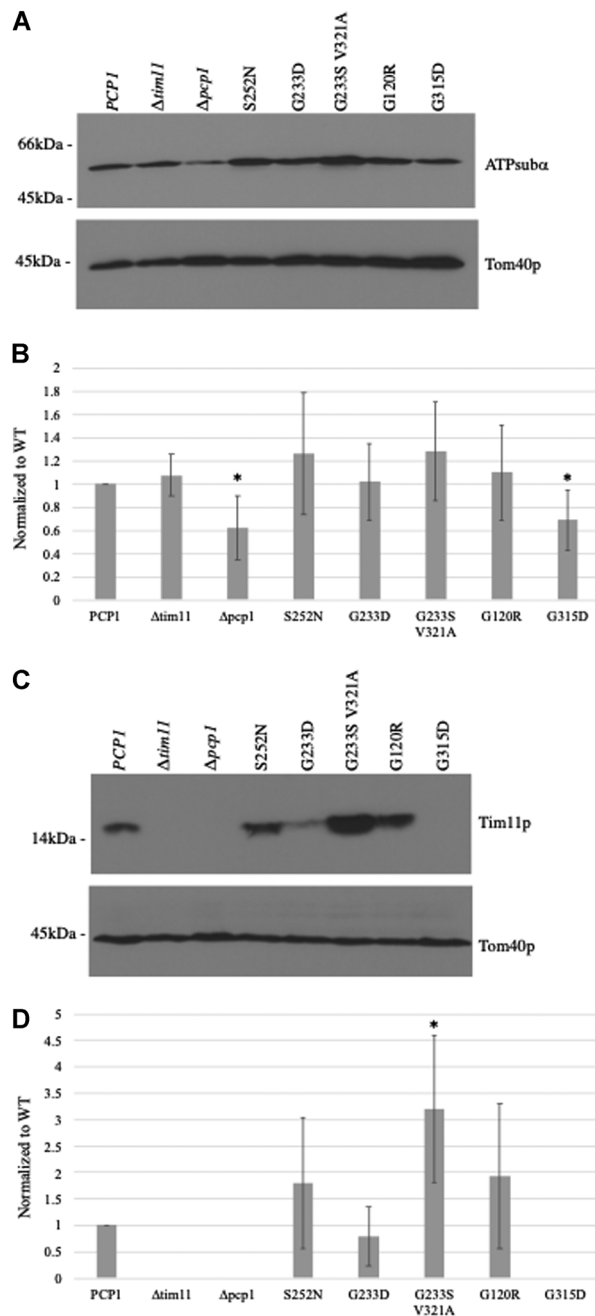 A
PCP1
Δtim11
Δpcp1
S252N
G233D
G233S V321A
G120R
G315D
66kDa -
ATPsubα
45kDa -
45kDa -
Tom40p
B
Normalized to WT
2
1.8
1.6
1.4
1.2
1
0.8
0.6
0.4
0.2
0
*
*
PCP1 Δtim11 Δpcp1 S252N G233D G233S G120R G315D
V321A
C
PCP1
Δtim11
Δpcp1
S252N
G233D
G233S V321A
G120R
G315D
Tim11p
14kDa -
45kDa -
Tom40p
D
Normalized to WT
5
4.5
4
3.5
3
2.5
2
1.5
1
0.5
0
*
PCP1 Δtim11 Δpcp1 S252N G233D G233S G120R G315D
V321A